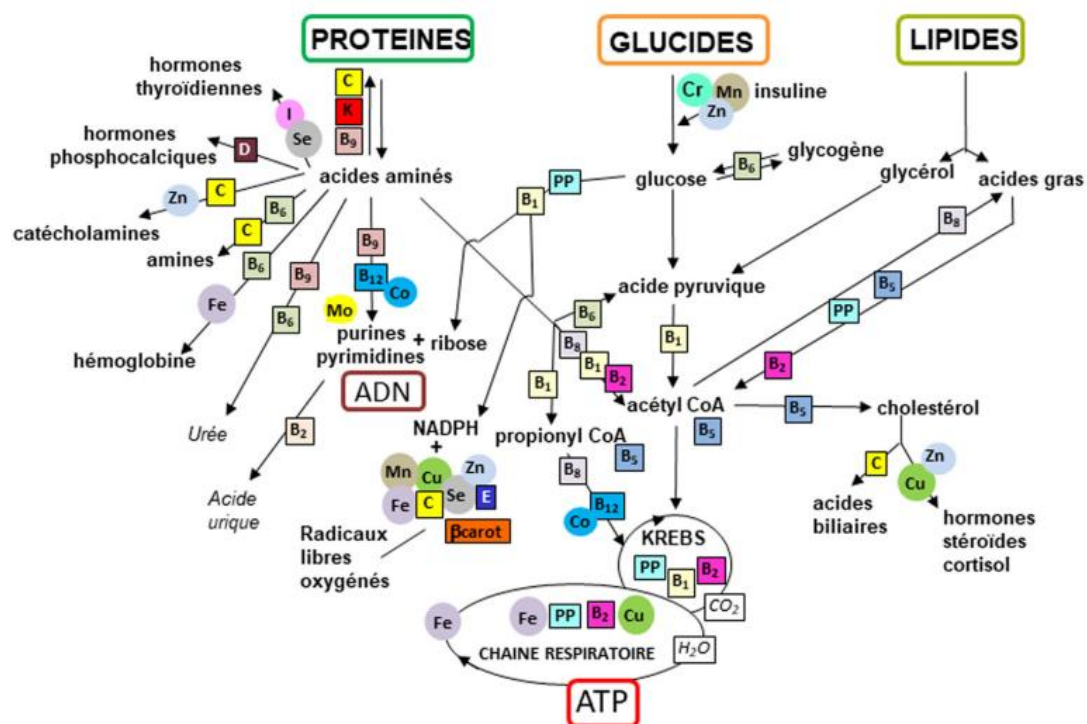 PROTEINES
GLUCIDES
LIPIDES
hormones
thyroïdiennes
I
Se
C
K
B9
Cr
Mn
Zn
insuline
hormones
phosphocalciques
D
acides aminés
PP
B1
glucose
B6
glycogène
glycérol
acides gras
Zn
C
catécholamines
C
B6
amines
B6
Fe
hémoglobine
B9
B6
Urée
B9
B12
Co
Mo
purines
pyrimidines
+
ribose
ADN
B2
Acide
urique
B8
B5
PP
B2
acide pyruvique
B6
B8
B1
B2
B1
B1
acétyl CoA
B5
B5
cholestérol
C
Zn
Cu
acides
biliaires
hormones
stéroïdes
cortisol
NADPH
+
Mn
Cu
Zn
Fe
C
Se
E
βcarot
Radicaux
libres
oxygénés
propionyl CoA
B5
B8
B12
Co
KREBS
PP
B1
B2
CO2
H2O
Fe
Fe
PP
B2
Cu
CHAINE RESPIRATOIRE
ATP